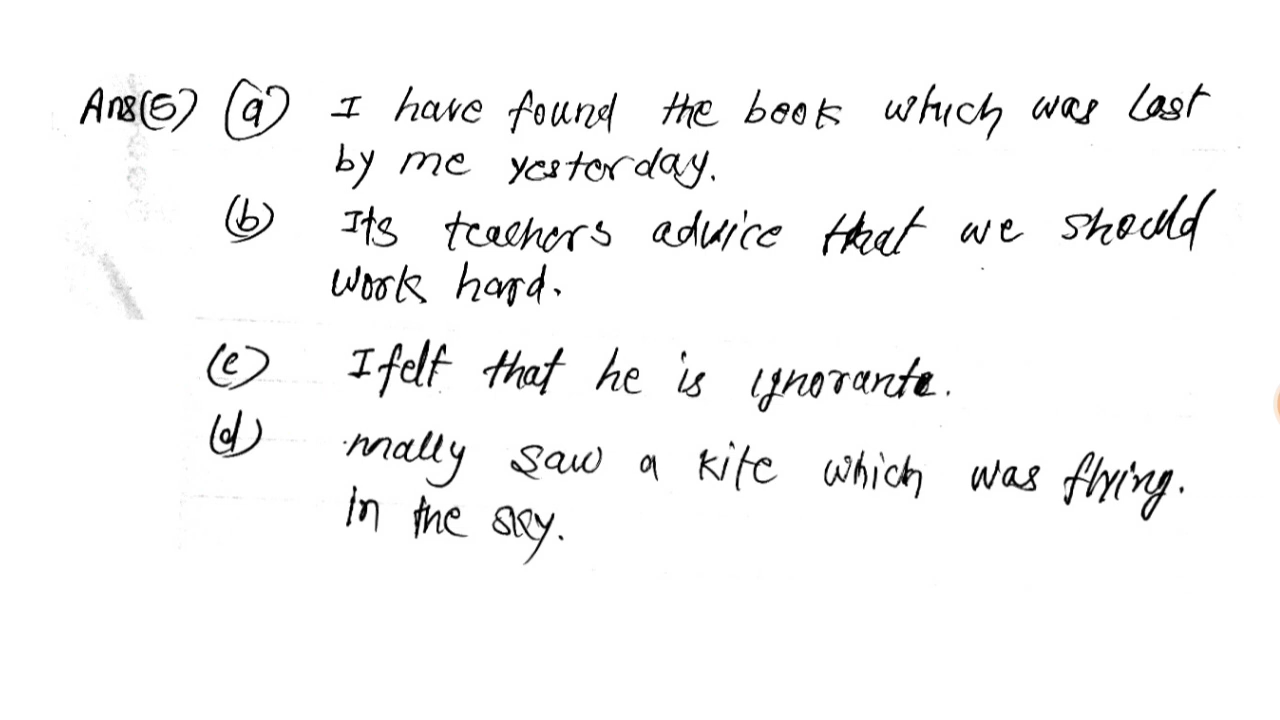 Ans(5) (a) I have found the book which was lost
by me yesterday.
(b) Its teachers advice that we should
work hard.
(c) I felt that he is ignorante.
(d) mally saw a kite which was flying.
in the sky.